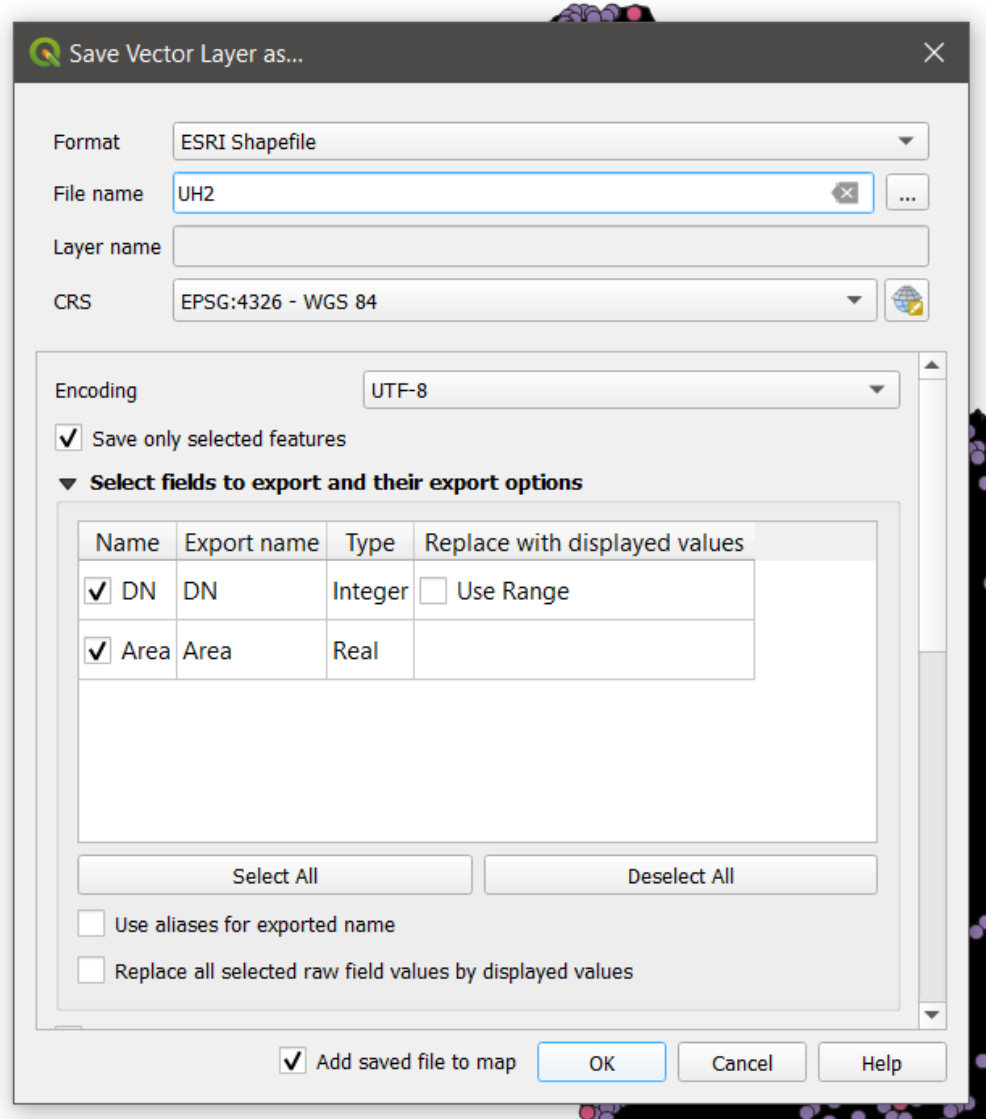 Save Vector Layer as...
Format ESRI Shapefile
File name UH2 ...
Layer name
CRS EPSG:4326 - WGS 84
Encoding UTF-8
Save only selected features
Select fields to export and their export options
Name Export name Type Replace with displayed values
DN DN Integer Use Range
Area Area Real
Select All Deselect All
Use aliases for exported name
Replace all selected raw field values by displayed values
Add saved file to map OK Cancel Help